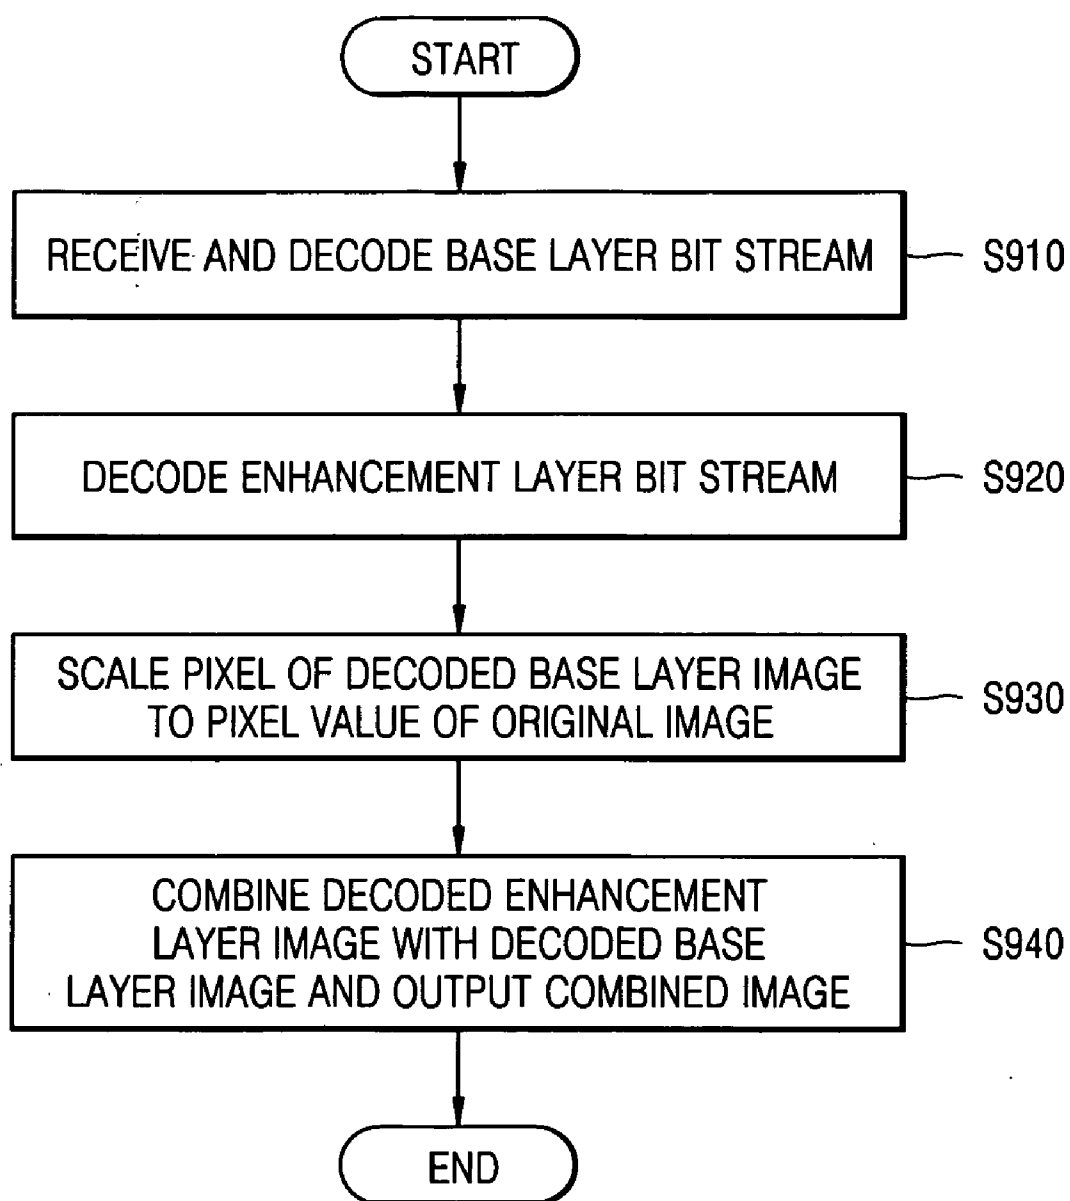 START
RECEIVE AND DECODE BASE LAYER BIT STREAM
S910
DECODE ENHANCEMENT LAYER BIT STREAM
S920
SCALE PIXEL OF DECODED BASE LAYER IMAGE
TO PIXEL VALUE OF ORIGINAL IMAGE
S930
COMBINE DECODED ENHANCEMENT
LAYER IMAGE WITH DECODED BASE
LAYER IMAGE AND OUTPUT COMBINED IMAGE
S940
END